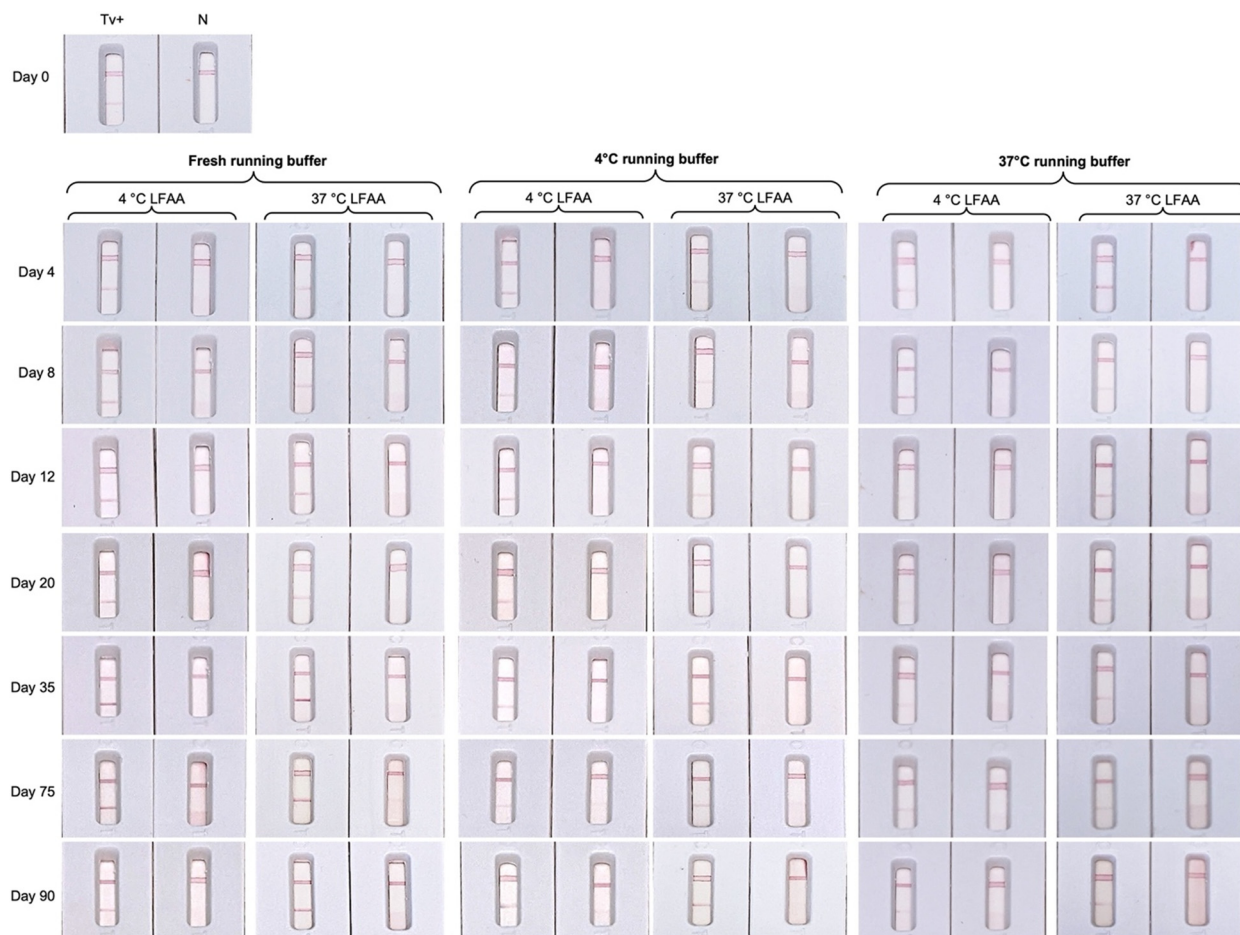 Tv+ N
Day 0
Fresh running buffer 4°C running buffer 37°C running buffer
4 °C LFAA 37 °C LFAA 4 °C LFAA 37 °C LFAA 4 °C LFAA 37 °C LFAA
Day 4
Day 8
Day 12
Day 20
Day 35
Day 75
Day 90